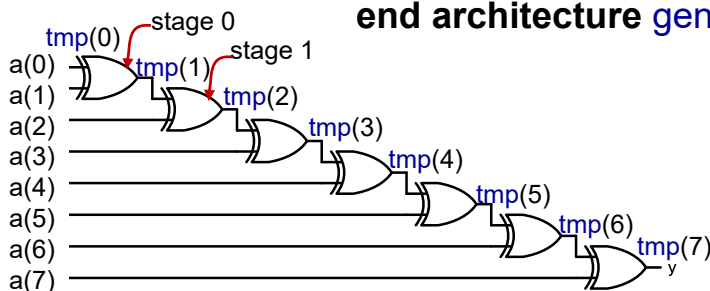 end architecture gen
stage 0
tmp(0)
stage 1
a(0)
tmp(1)
a(1)
tmp(2)
a(2)
tmp(3)
a(3)
tmp(4)
a(4)
tmp(5)
a(5)
tmp(6)
a(6)
tmp(7)
y
a(7)